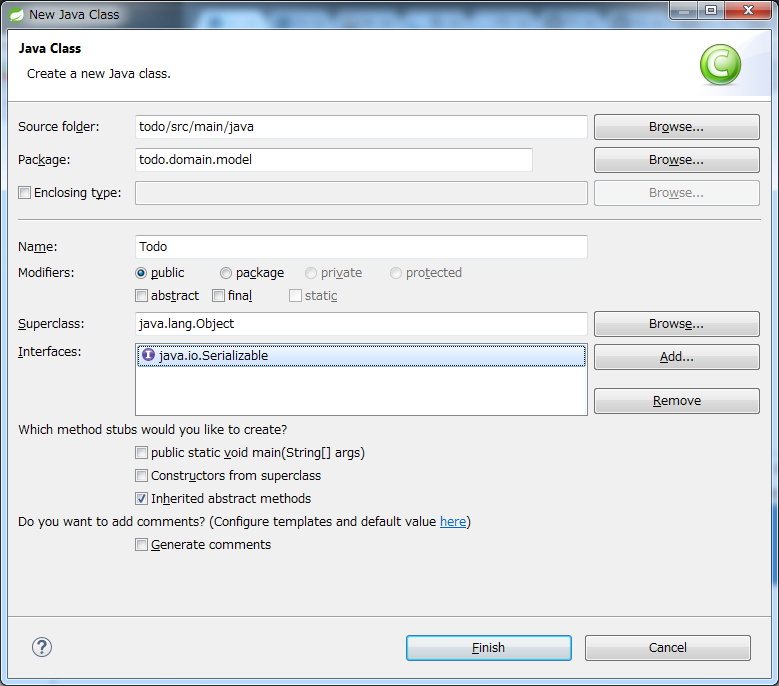 New Java Class
Java Class
Create a new Java class.
Source folder: todo/src/main/java Browse...
Package: todo.domain.model Browse...
Enclosing type: Browse...
Name: Todo
Modifiers: public package private protected
abstract final static
Superclass: java.lang.Object Browse...
Interfaces: java.io.Serializable Add...
Remove
Which method stubs would you like to create?
public static void main(String[] args)
Constructors from superclass
Inherited abstract methods
Do you want to add comments? (Configure templates and default value here)
Generate comments
Finish Cancel